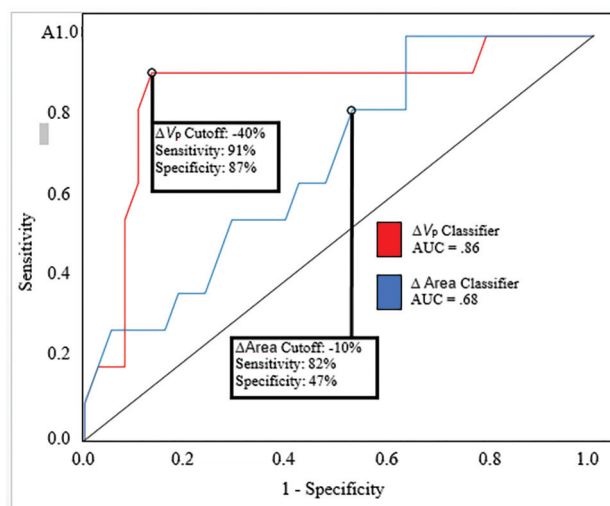 A1.0
0.8
0.6
0.4
0.2
0.0
Sensitivity
ΔVp Cutoff: -40%
Sensitivity: 91%
Specificity: 87%
ΔVp Classifier
AUC = .86
Δ Area Classifier
AUC = .68
ΔArea Cutoff: -10%
Sensitivity: 82%
Specificity: 47%
0.0 0.2 0.4 0.6 0.8 1.0
1 - Specificity